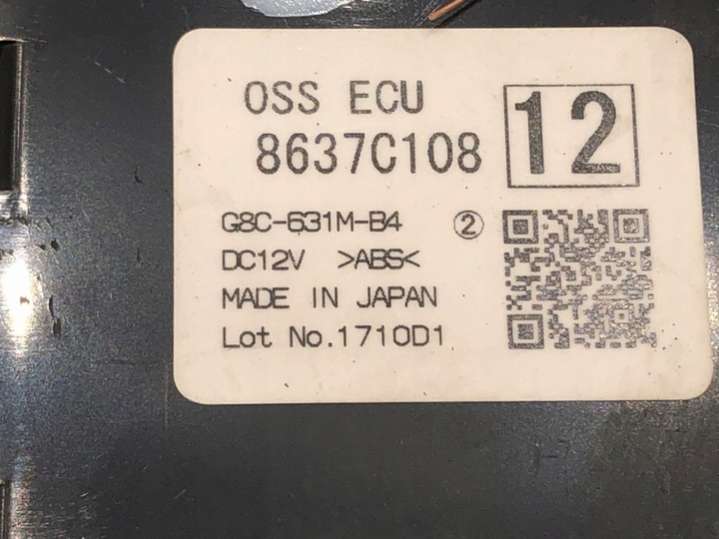 OSS ECU
8637C108
12
G8C-631M-B4 ②
DC12V >ABS<
MADE IN JAPAN
Lot No.1710D1